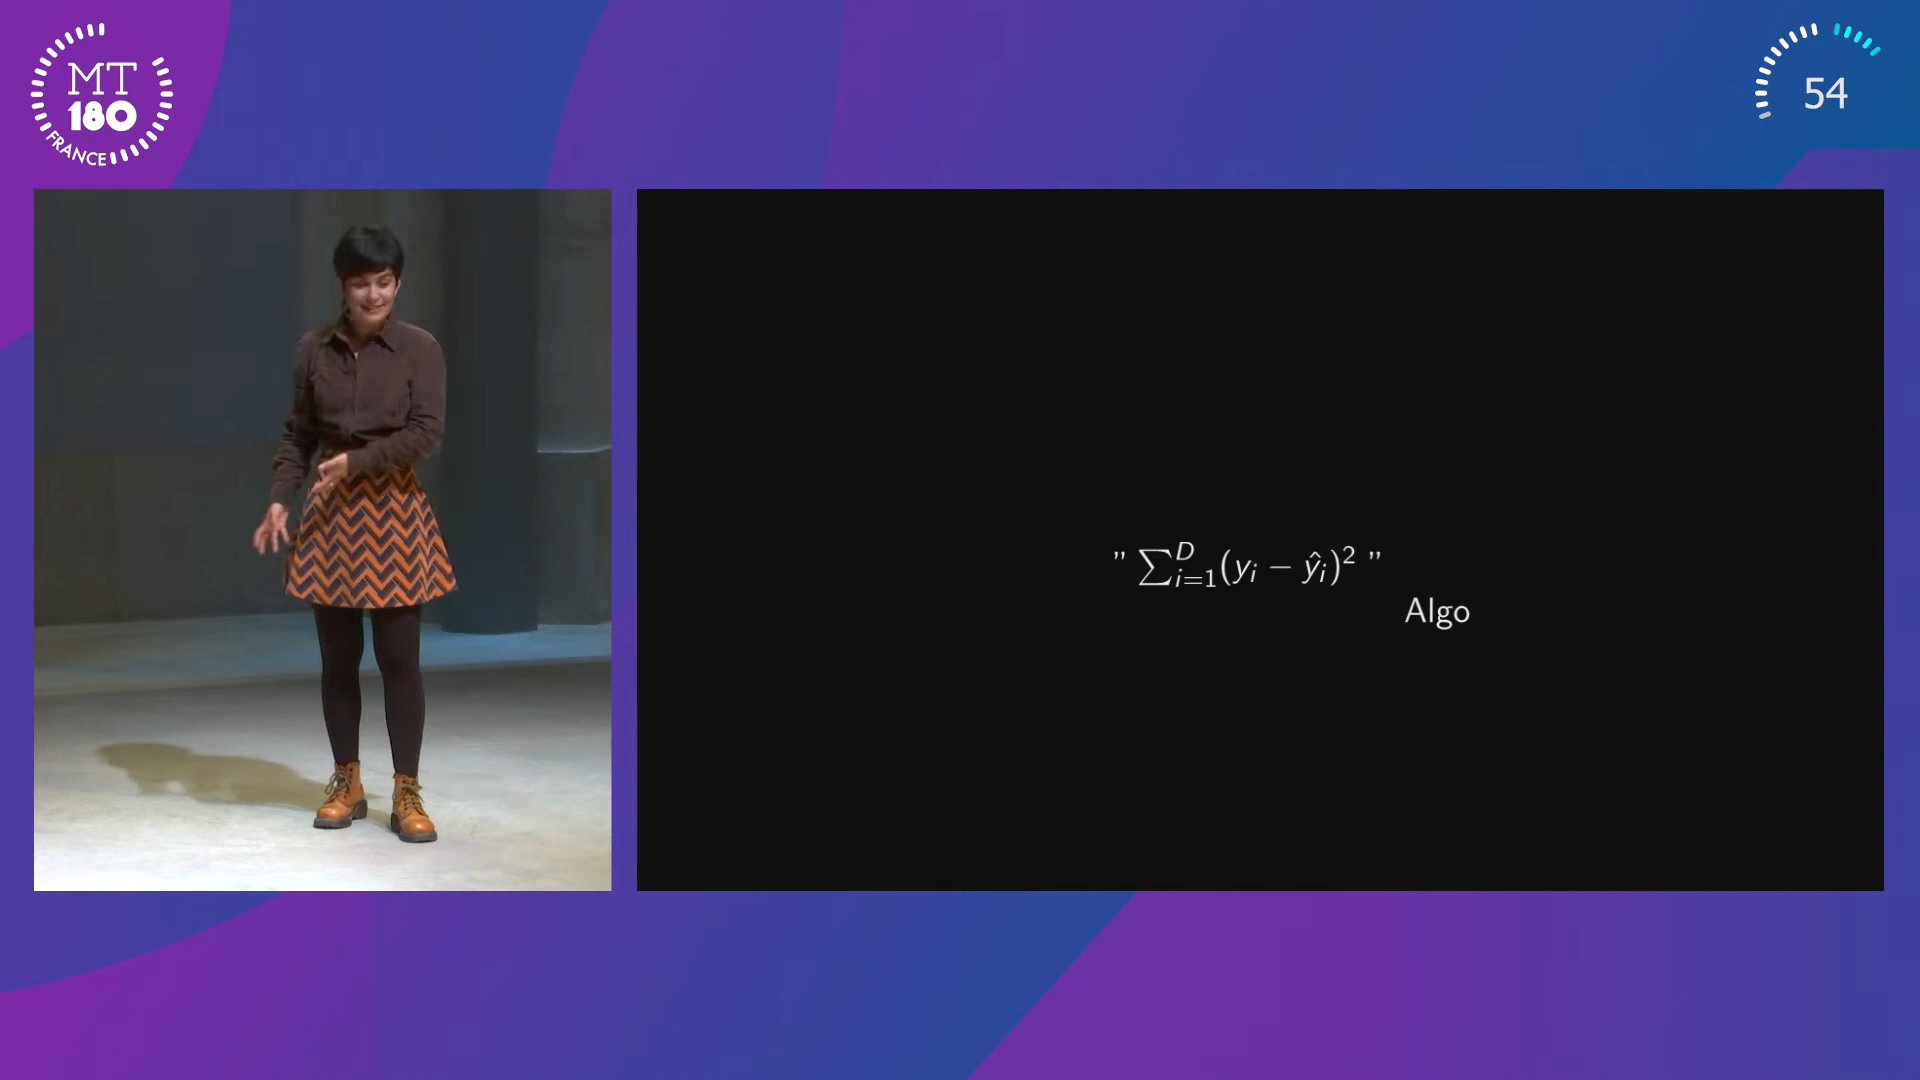 MT
180
FRANCE
54
" ∑_{i=1}^{D}(y_i − ŷ_i)² "
Algo